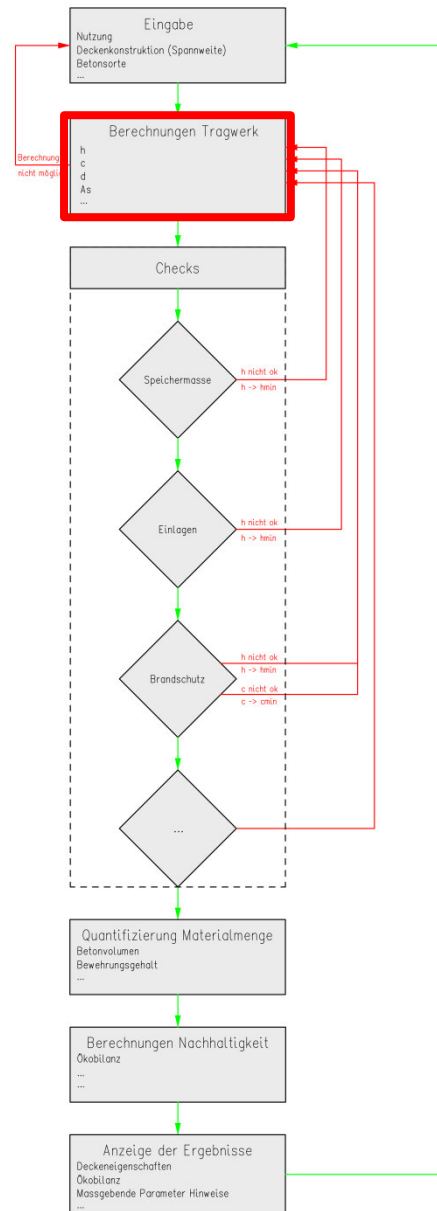 Eingabe
Nutzung
Deckenkonstruktion (Spannweite)
Betonsorte
...
Berechnungen Tragwerk
h
c
d
As
...
Berechnung
nicht möglic
Checks
Speichermasse
h nicht ok
h -> hmin
Einlagen
h nicht ok
h -> hmin
Brandschutz
h nicht ok
h -> hmin
c nicht ok
c -> cmin
...
Quantifizierung Materialmenge
Betonvolumen
Bewehrungsgehalt
...
Berechnungen Nachhaltigkeit
Ökobilanz
...
...
Anzeige der Ergebnisse
Deckeneigenschaften
Ökobilanz
Massgebende Parameter Hinweise
...